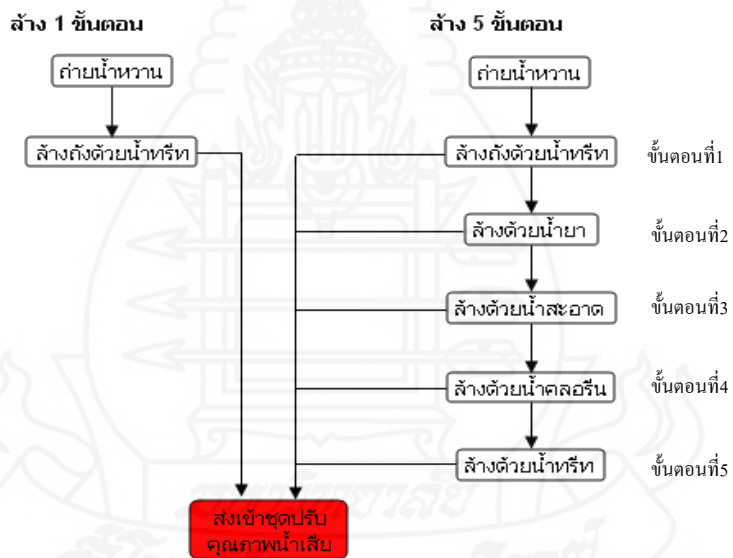 ล้าง 1 ขั้นตอน
ล้าง 5 ขั้นตอน
ถ่ายน้ำหวาน
ถ่ายน้ำหวาน
ล้างถังด้วยน้ำทรีท
ล้างถังด้วยน้ำทรีท
ขั้นตอนที่1
ล้างด้วยน้ำยา
ขั้นตอนที่2
ล้างด้วยน้ำสะอาด
ขั้นตอนที่3
ล้างด้วยน้ำคลอรีน
ขั้นตอนที่4
ล้างด้วยน้ำทรีท
ขั้นตอนที่5
ส่งเข้าชุดปรับ
คุณภาพน้ำเสีย